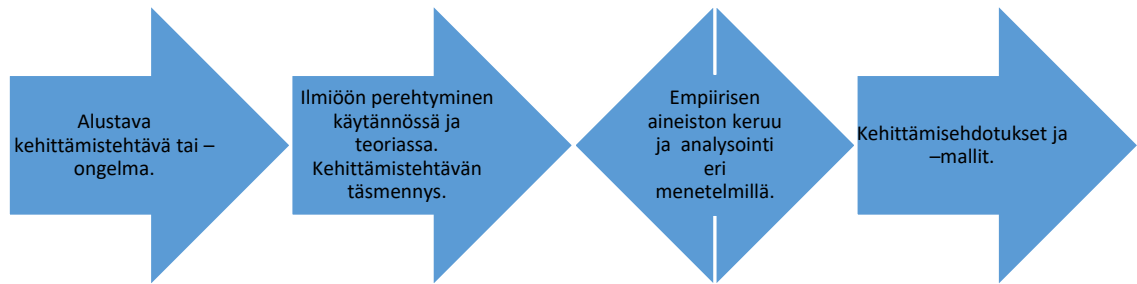 Alustava
kehittämistehtävä tai –
ongelma.
Ilmiöön perehtyminen
käytännössä ja
teoriassa.
Kehittämistehtävän
täsmennys.
Empiirisen
aineiston keruu
ja analysointi
eri
menetelmillä.
Kehittämisehdotukset ja
–mallit.